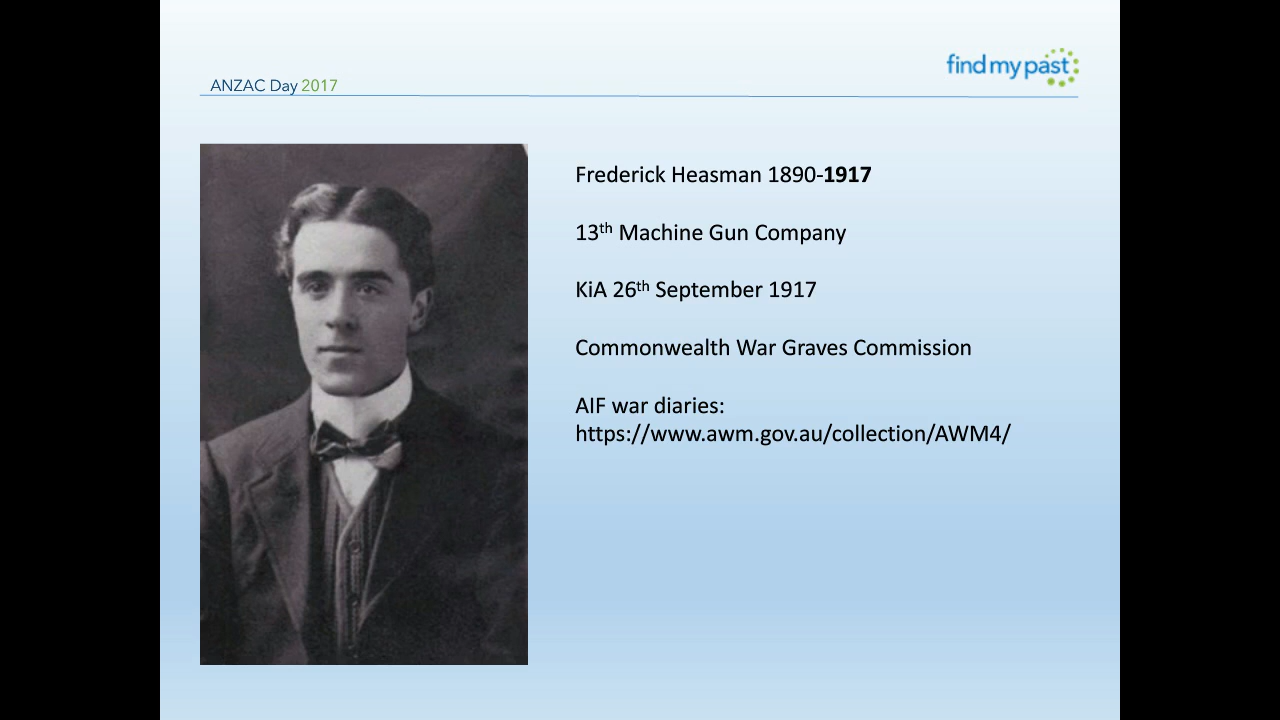 ANZAC Day 2017
findmypast
Frederick Heasman 1890-1917
13th Machine Gun Company
KiA 26th September 1917
Commonwealth War Graves Commission
AIF war diaries:
https://www.awm.gov.au/collection/AWM4/